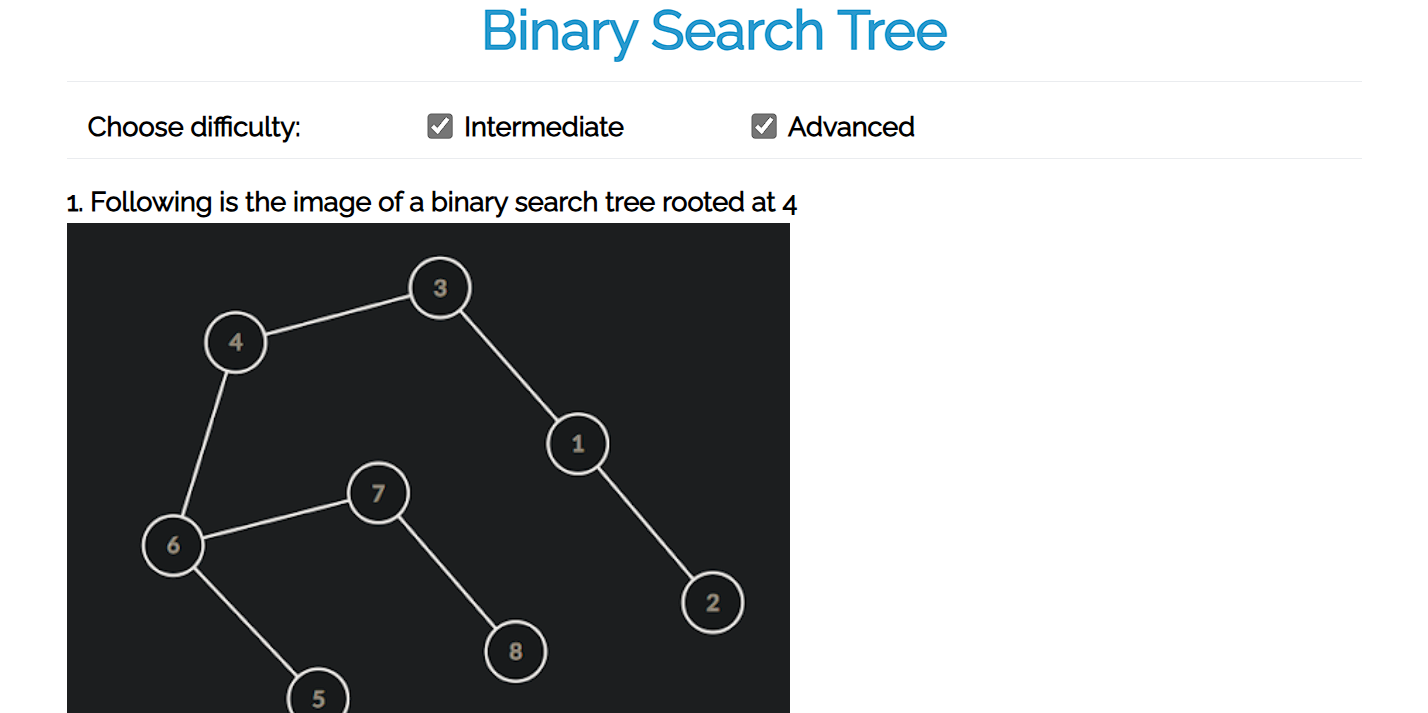 Binary Search Tree
Choose difficulty: Intermediate Advanced
1. Following is the image of a binary search tree rooted at 4
3
4
1
7
6
2
8
5